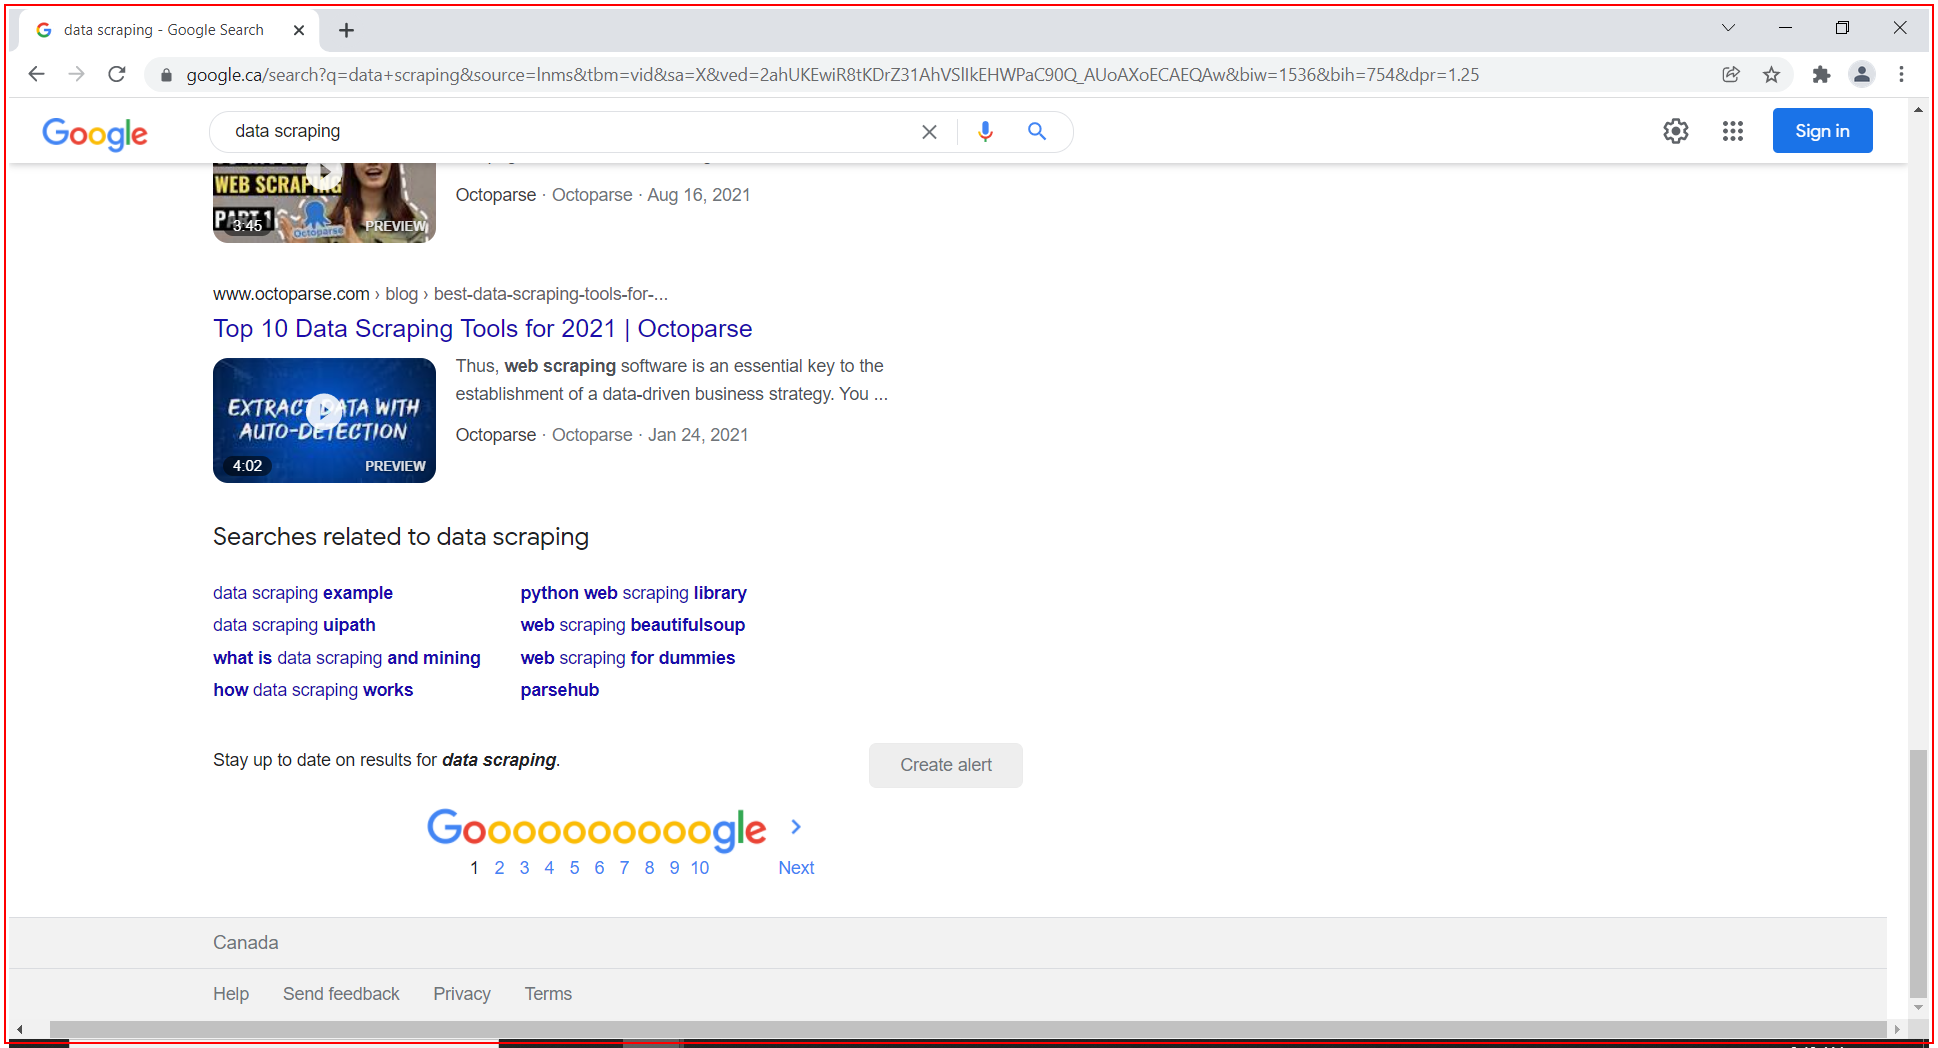 data scraping - Google Search
google.ca/search?q=data+scraping&source=lnms&tbm=vid&sa=X&ved=2ahUKEwiR8tKDrZ31AhVSlIkEHWPaC90Q_AUoAXoECAEQAw&biw=1536&bih=754&dpr=1.25
Google
data scraping
Sign in
WEB SCRAPING
PART 1
3:45
Octoparse
PREVIEW
Octoparse · Octoparse · Aug 16, 2021
www.octoparse.com › blog › best-data-scraping-tools-for-...
Top 10 Data Scraping Tools for 2021 | Octoparse
EXTRACT DATA WITH
AUTO-DETECTION
4:02
PREVIEW
Thus, web scraping software is an essential key to the
establishment of a data-driven business strategy. You ...
Octoparse · Octoparse · Jan 24, 2021
Searches related to data scraping
data scraping example
python web scraping library
data scraping uipath
web scraping beautifulsoup
what is data scraping and mining
web scraping for dummies
how data scraping works
parsehub
Stay up to date on results for data scraping.
Create alert
Goooooooooogle
1 2 3 4 5 6 7 8 9 10 Next
Canada
Help Send feedback Privacy Terms